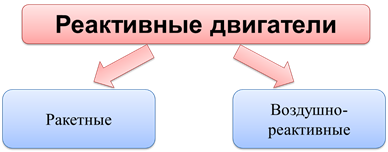 Реактивные двигатели
Ракетные
Воздушно-
реактивные